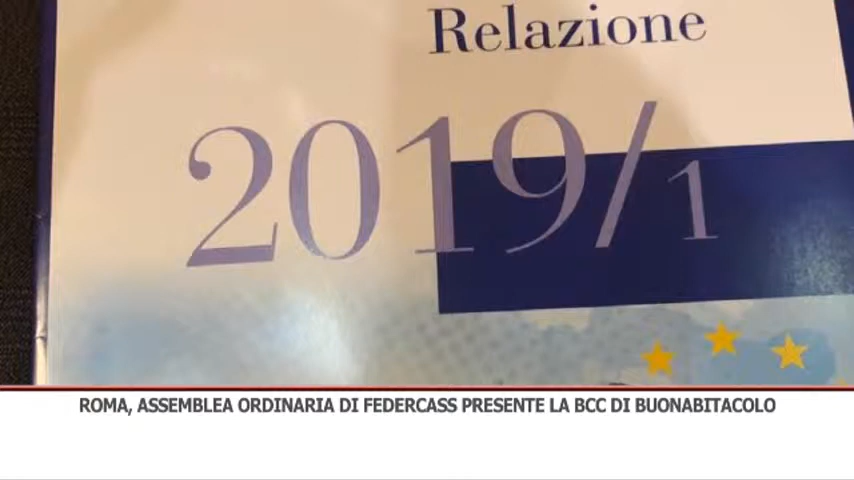 Relazione
2019/1
ROMA, ASSEMBLEA ORDINARIA DI FEDERCASS PRESENTE LA BCC DI BUONABITACOLO